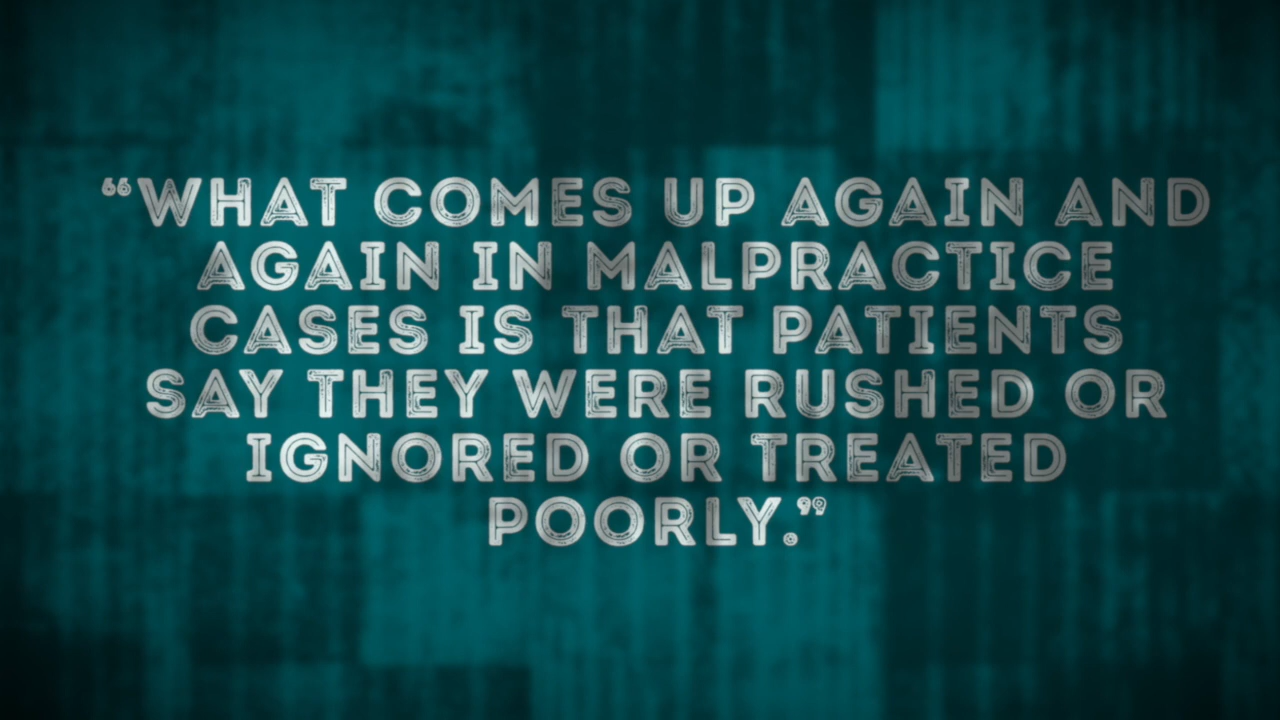 “WHAT COMES UP AGAIN AND
AGAIN IN MALPRACTICE
CASES IS THAT PATIENTS
SAY THEY WERE RUSHED OR
IGNORED OR TREATED
POORLY.”